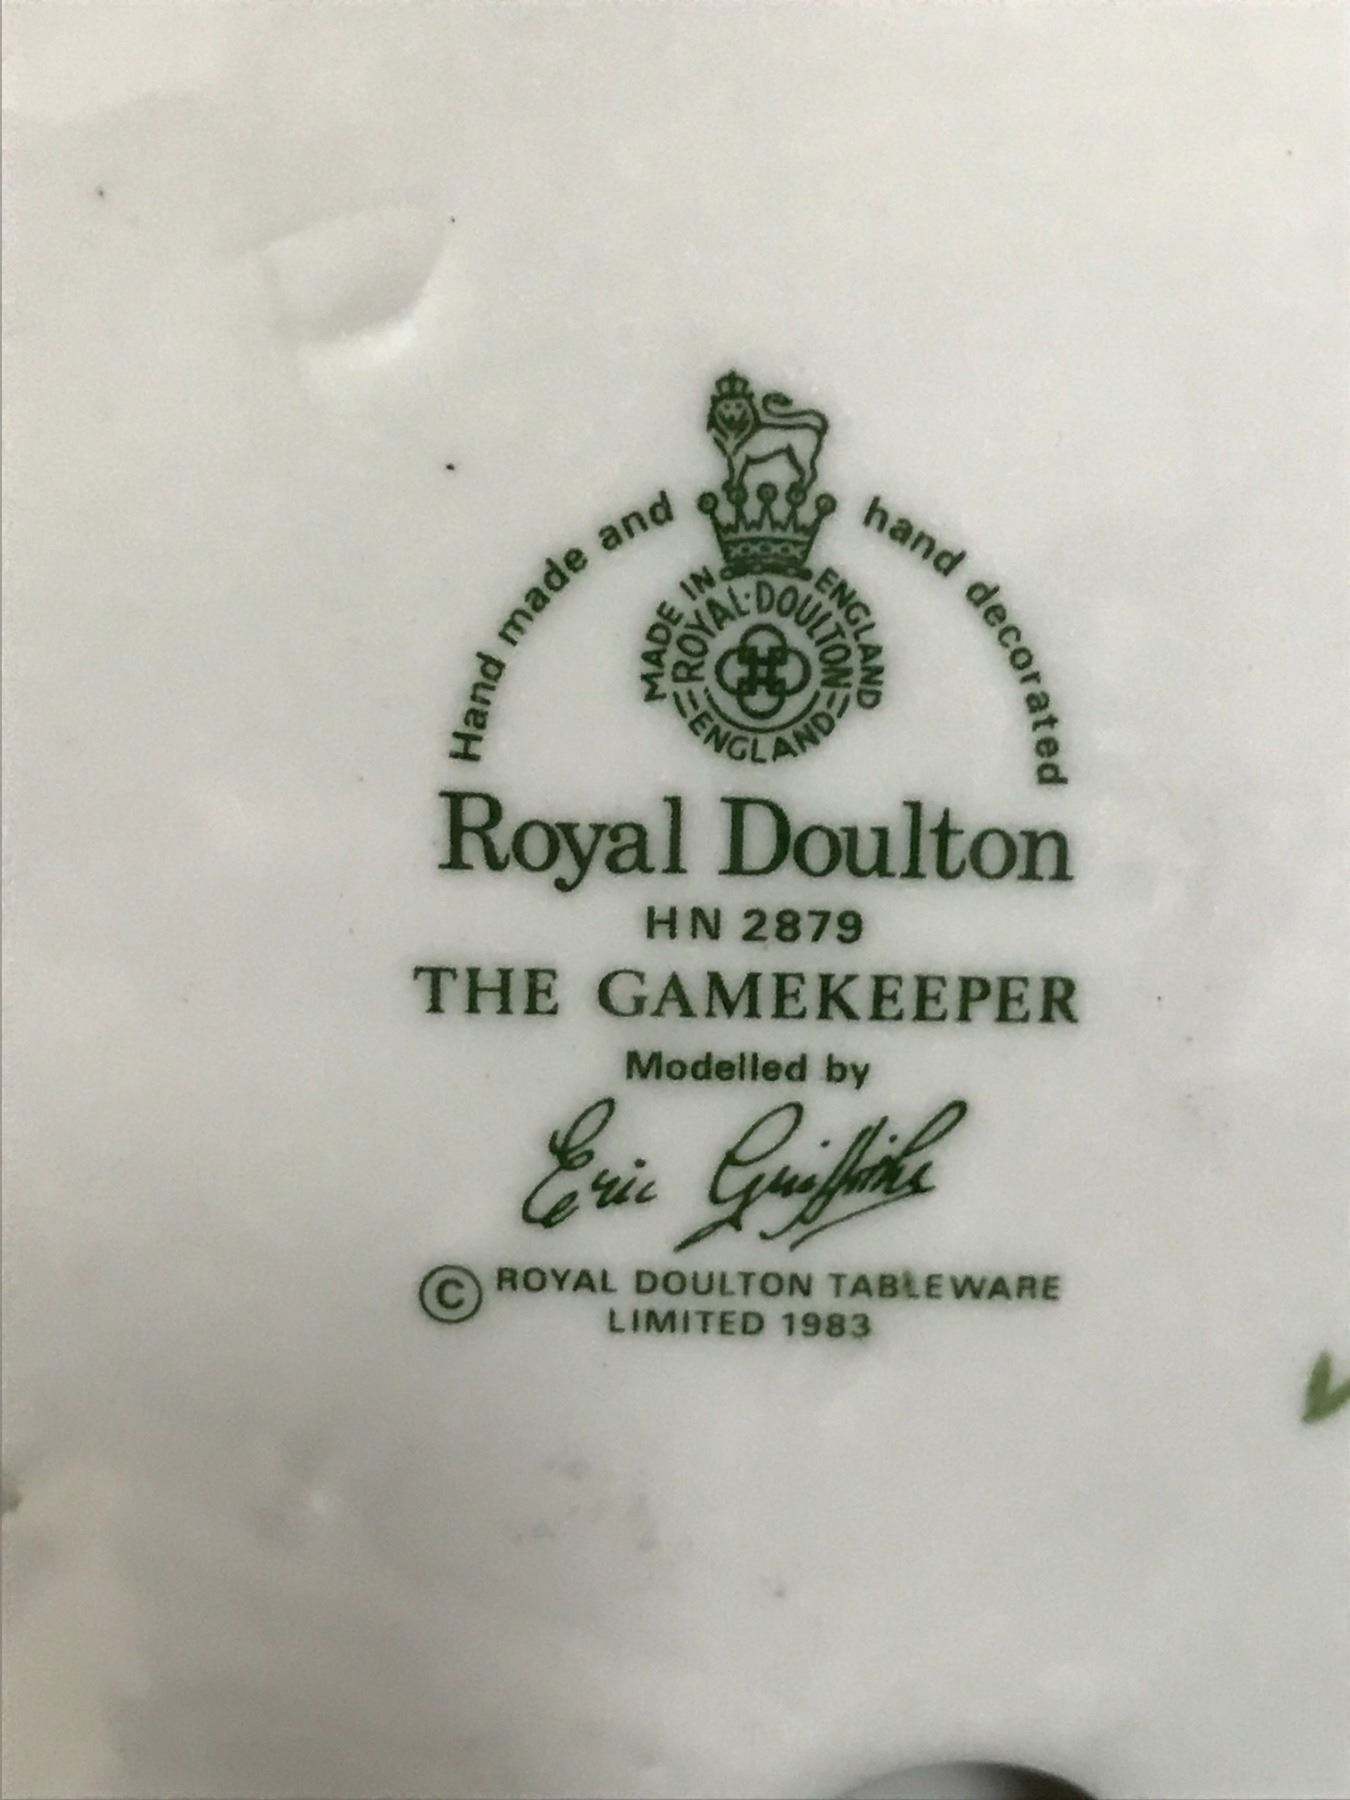 Hand made and hand decorated
MADE IN ENGLAND
ROYAL·DOULTON
ENGLAND
Royal Doulton
HN 2879
THE GAMEKEEPER
Modelled by
Eric Griffiths
© ROYAL DOULTON TABLEWARE
LIMITED 1983